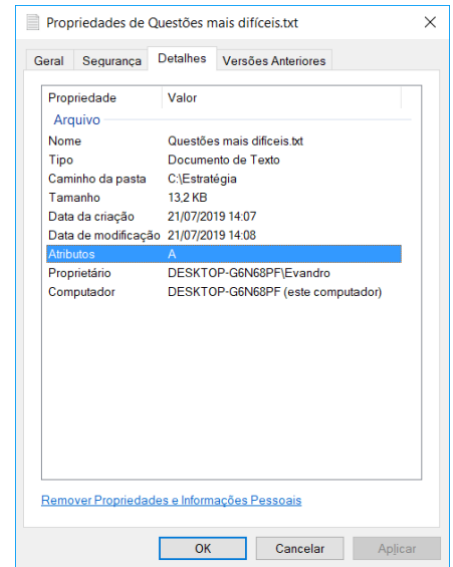 Propriedades de Questões mais difíceis.txt
Geral Segurança Detalhes Versões Anteriores
Propriedade Valor
Arquivo
Nome Questões mais difíceis.txt
Tipo Documento de Texto
Caminho da pasta C:\Estratégia
Tamanho 13,2 KB
Data da criação 21/07/2019 14:07
Data de modificação 21/07/2019 14:08
Atributos A
Proprietário DESKTOP-G6N68PF\Evandro
Computador DESKTOP-G6N68PF (este computador)
Remover Propriedades e Informações Pessoais
OK Cancelar Aplicar